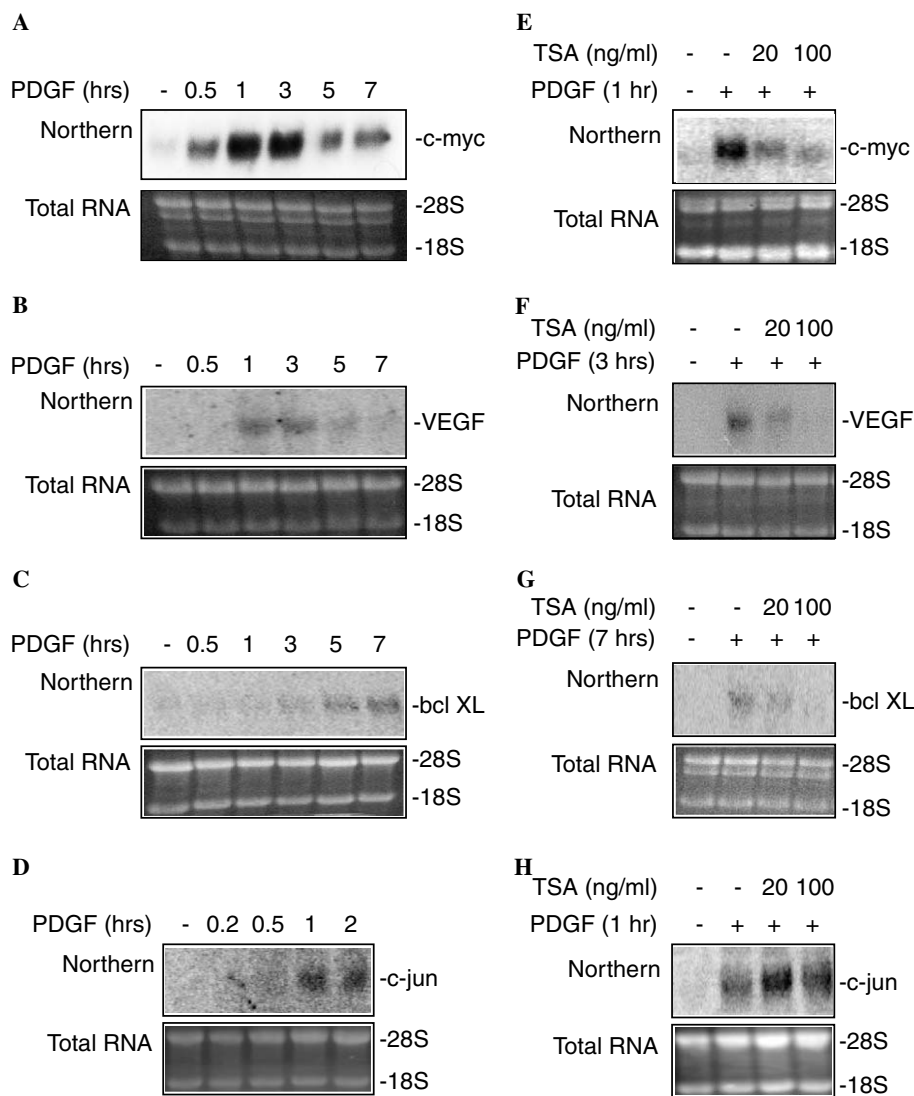 A
PDGF (hrs) - 0.5 1 3 5 7
Northern -c-myc
Total RNA -28S
-18S
B
PDGF (hrs) - 0.5 1 3 5 7
Northern -VEGF
Total RNA -28S
-18S
C
PDGF (hrs) - 0.5 1 3 5 7
Northern -bcl XL
Total RNA -28S
-18S
D
PDGF (hrs) - 0.2 0.5 1 2
Northern -c-jun
Total RNA -28S
-18S
E
TSA (ng/ml) - - 20 100
PDGF (1 hr) - + + +
Northern -c-myc
Total RNA -28S
-18S
F
TSA (ng/ml) - - 20 100
PDGF (3 hrs) - + + +
Northern -VEGF
Total RNA -28S
-18S
G
TSA (ng/ml) - - 20 100
PDGF (7 hrs) - + + +
Northern -bcl XL
Total RNA -28S
-18S
H
TSA (ng/ml) - - 20 100
PDGF (1 hr) - + + +
Northern -c-jun
Total RNA -28S
-18S